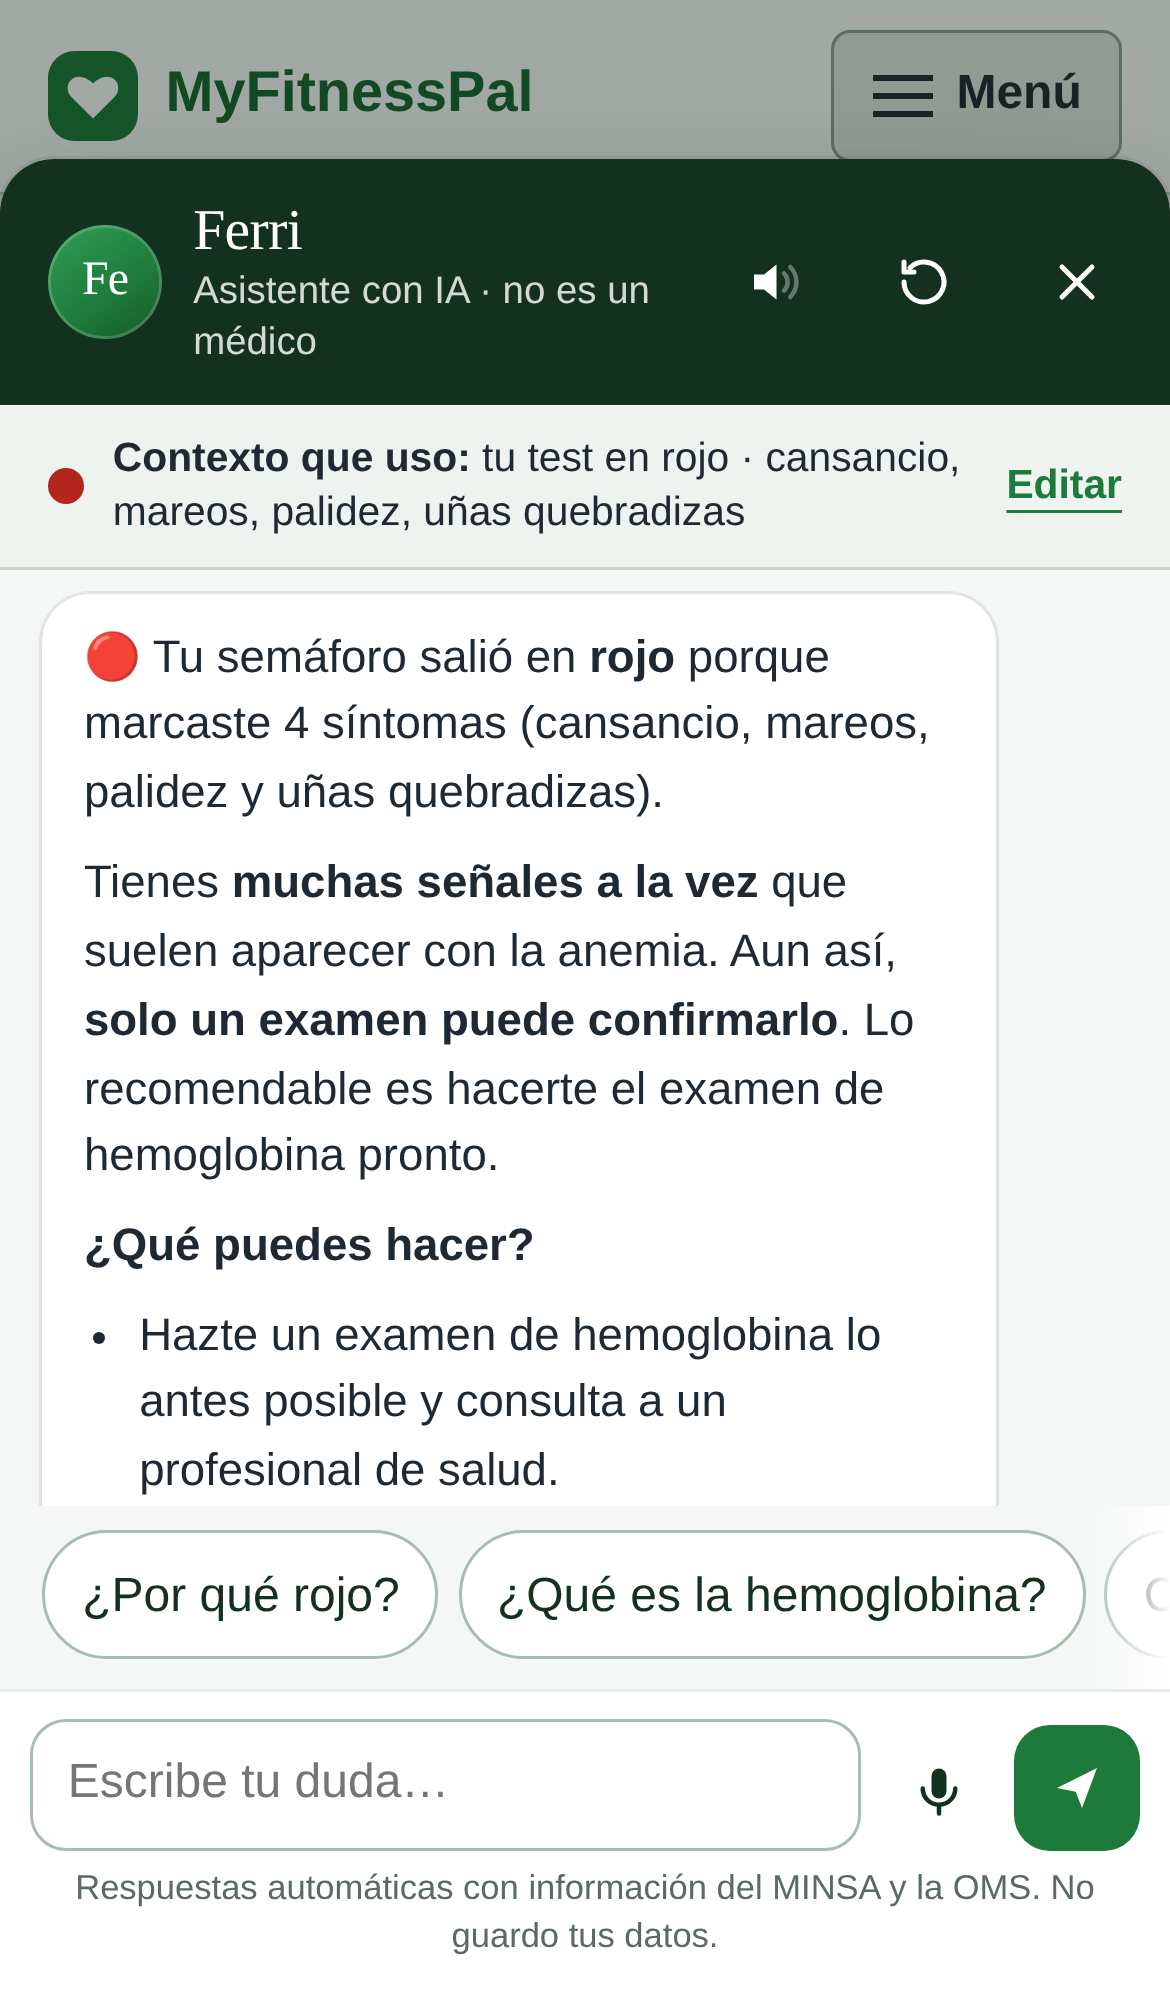 MyFitnessPal
Menú
Fe
Ferri
Asistente con IA · no es un
médico
Contexto que uso: tu test en rojo · cansancio,
mareos, palidez, uñas quebradizas
Editar
🔴 Tu semáforo salió en rojo porque
marcaste 4 síntomas (cansancio, mareos,
palidez y uñas quebradizas).
Tienes muchas señales a la vez que
suelen aparecer con la anemia. Aun así,
solo un examen puede confirmarlo. Lo
recomendable es hacerte el examen de
hemoglobina pronto.
¿Qué puedes hacer?
• Hazte un examen de hemoglobina lo
antes posible y consulta a un
profesional de salud.
¿Por qué rojo?
¿Qué es la hemoglobina?
Escribe tu duda…
Respuestas automáticas con información del MINSA y la OMS. No
guardo tus datos.